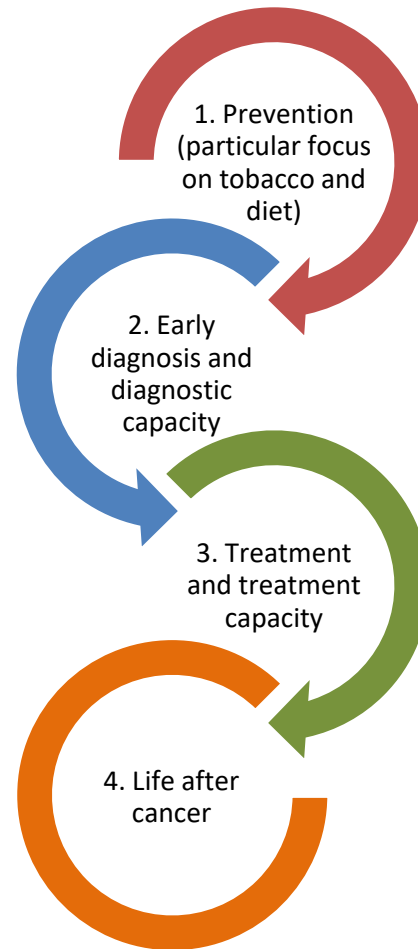 1. Prevention
(particular focus
on tobacco and
diet)
2. Early
diagnosis and
diagnostic
capacity
3. Treatment
and treatment
capacity
4. Life after
cancer